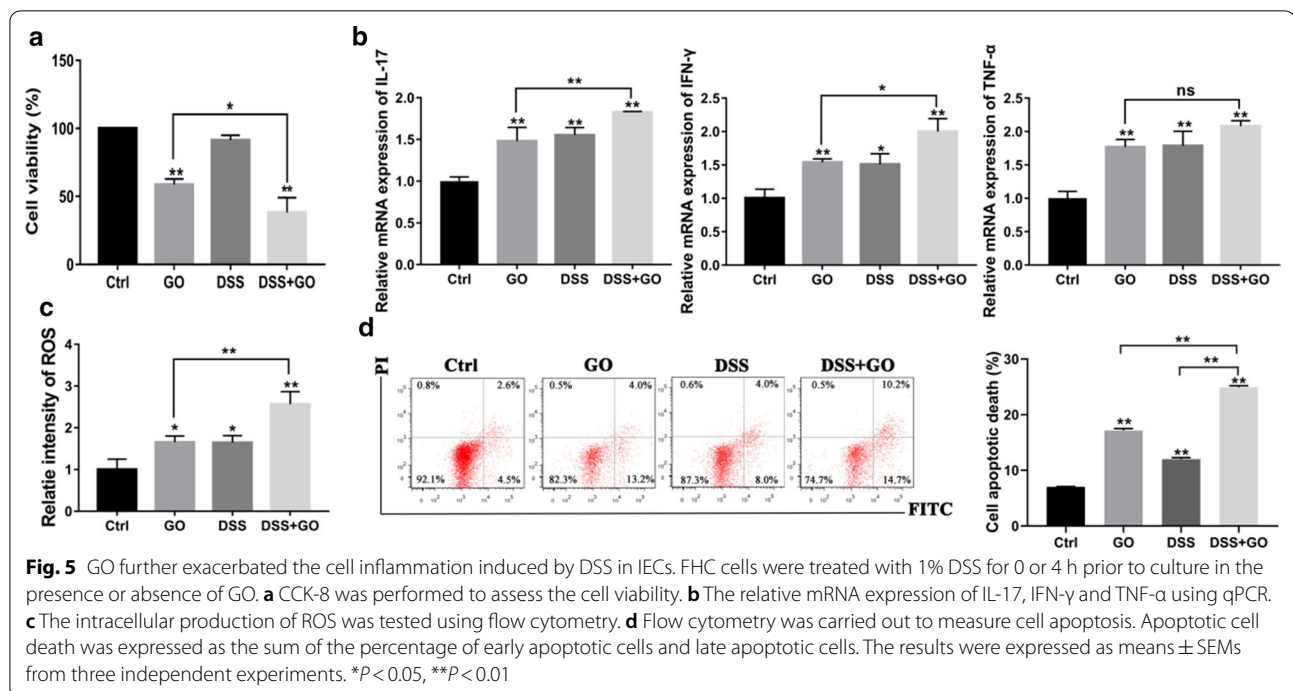 a
Cell viability (%)
150
100
50
0
*
**
**
Ctrl
GO
DSS
DSS+GO
b
Relative mRNA expression of IL-17
2.0
1.5
1.0
0.5
0.0
**
**
**
**
Ctrl
GO
DSS
DSS+GO
Relative mRNA expression of IFN-γ
2.5
2.0
1.5
1.0
0.5
0.0
*
**
*
**
Ctrl
GO
DSS
DSS+GO
Relative mRNA expression of TNF-α
2.5
2.0
1.5
1.0
0.5
0.0
ns
**
**
**
Ctrl
GO
DSS
DSS+GO
c
Relatie intensity of ROS
4
3
2
1
0
**
*
*
**
Ctrl
GO
DSS
DSS+GO
d
PI
Ctrl
0.8%
2.6%
92.1%
4.5%
GO
0.5%
4.0%
82.3%
13.2%
DSS
0.6%
4.0%
87.3%
8.0%
DSS+GO
0.5%
10.2%
74.7%
14.7%
FITC
Cell apoptotic death (%)
30
20
10
0
**
**
**
**
**
Ctrl
GO
DSS
DSS+GO
Fig. 5 GO further exacerbated the cell inflammation induced by DSS in IECs. FHC cells were treated with 1% DSS for 0 or 4 h prior to culture in the
presence or absence of GO. a CCK-8 was performed to assess the cell viability. b The relative mRNA expression of IL-17, IFN-γ and TNF-α using qPCR.
c The intracellular production of ROS was tested using flow cytometry. d Flow cytometry was carried out to measure cell apoptosis. Apoptotic cell
death was expressed as the sum of the percentage of early apoptotic cells and late apoptotic cells. The results were expressed as means ± SEMs
from three independent experiments. *P < 0.05, **P < 0.01